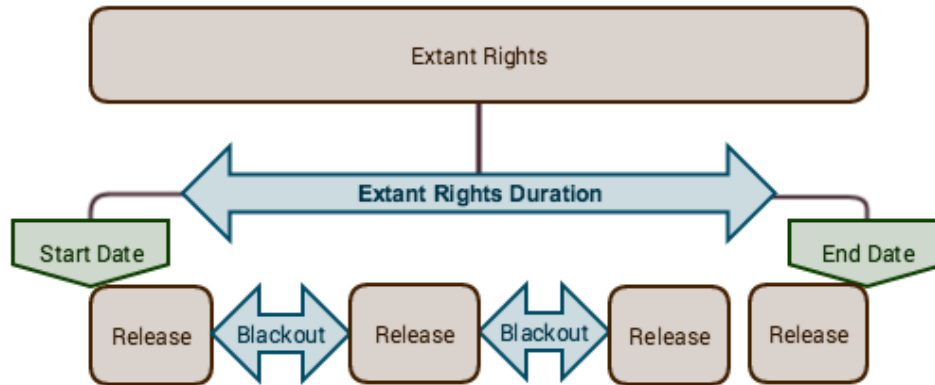 Extant Rights
Extant Rights Duration
Start Date
End Date
Release
Blackout
Release
Blackout
Release
Release